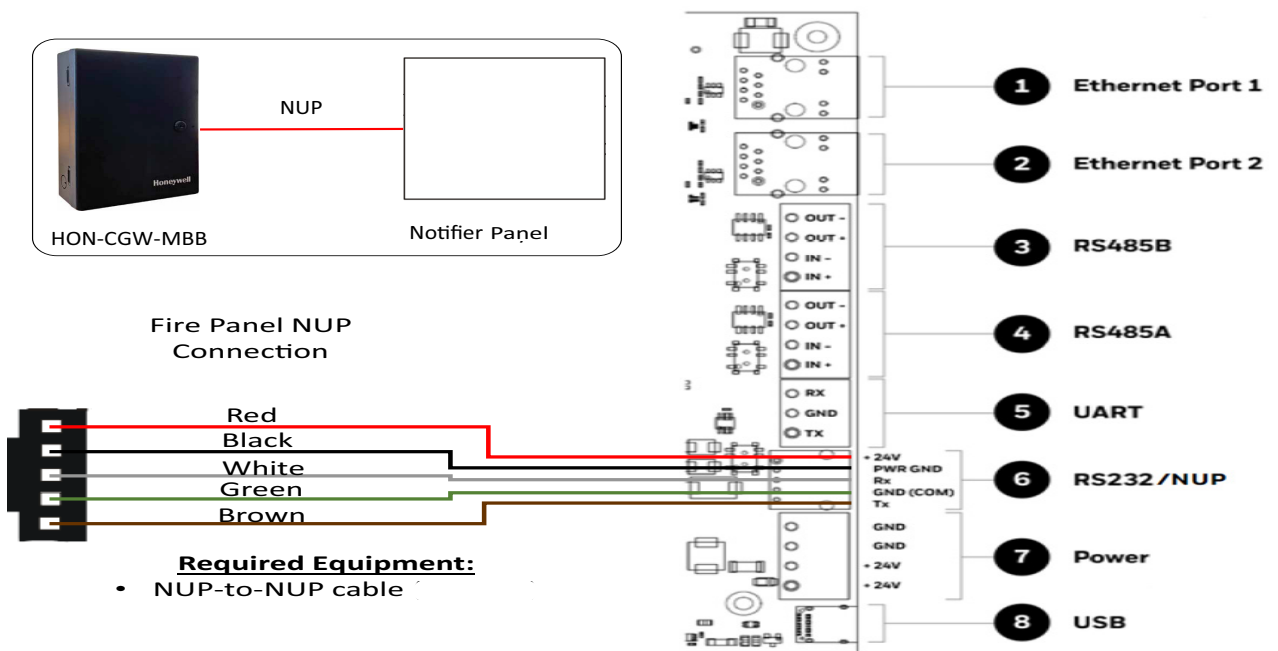 NUP
Honeywell
HON-CGW-MBB
Notifier Panel
Fire Panel NUP
Connection
Red
Black
White
Green
Brown
Required Equipment:
• NUP-to-NUP cable
1 Ethernet Port 1
2 Ethernet Port 2
OUT -
OUT +
IN -
IN +
3 RS485B
OUT -
OUT +
IN -
IN +
4 RS485A
RX
GND
TX
5 UART
+ 24V
PWR GND
Rx
GND (COM)
Tx
6 RS232/NUP
GND
GND
+ 24V
+ 24V
7 Power
8 USB